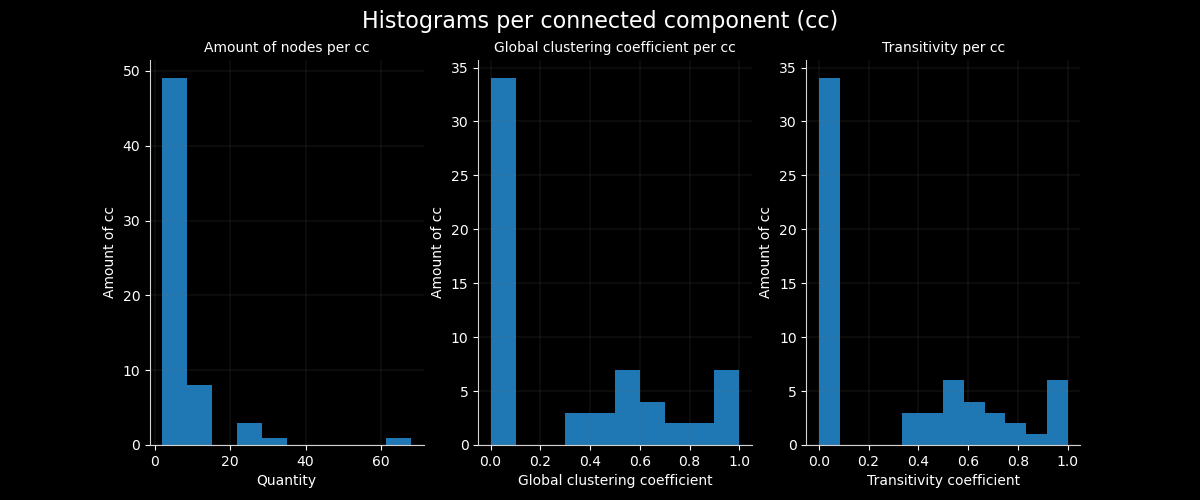 Histograms per connected component (cc)
Amount of nodes per cc
Global clustering coefficient per cc
Transitivity per cc
Amount of cc
50
40
30
20
10
0
0 20 40 60
Quantity
Amount of cc
35
30
25
20
15
10
5
0
0.0 0.2 0.4 0.6 0.8 1.0
Global clustering coefficient
Amount of cc
35
30
25
20
15
10
5
0
0.0 0.2 0.4 0.6 0.8 1.0
Transitivity coefficient